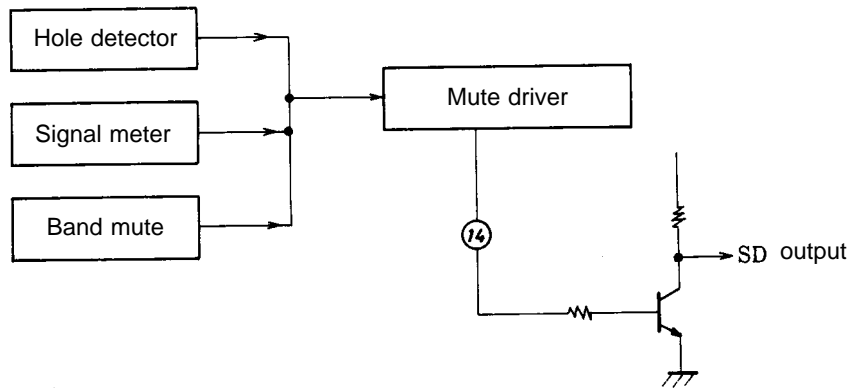 Hole detector
Mute driver
Signal meter
Band mute
14
SD output